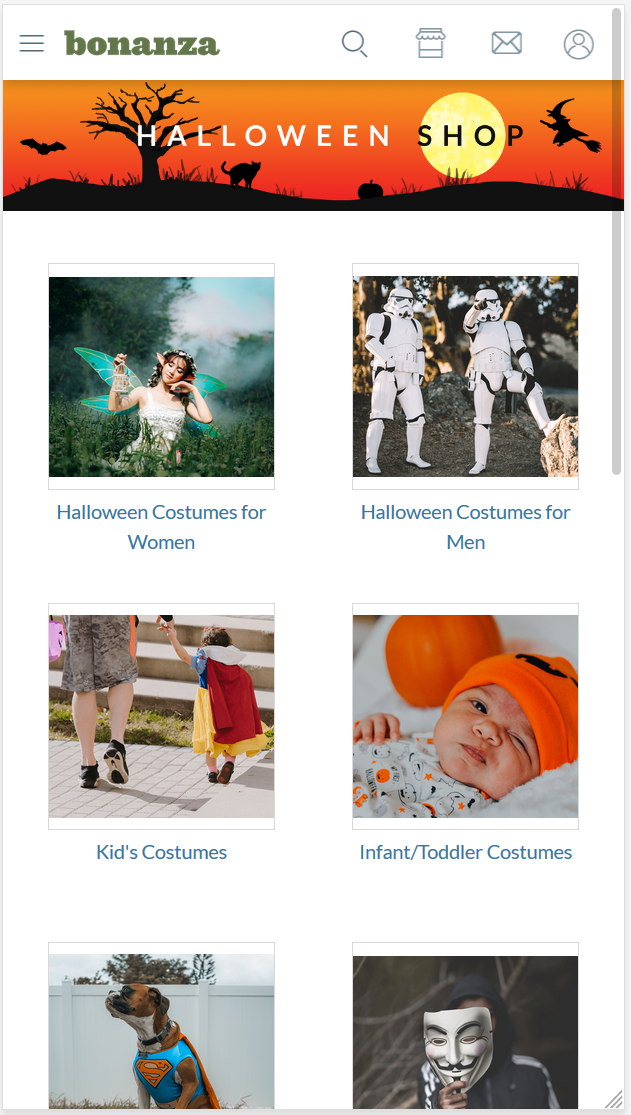 bonanza
HALLOWEEN SHOP
Halloween Costumes for
Women
Halloween Costumes for
Men
Kid's Costumes
Infant/Toddler Costumes